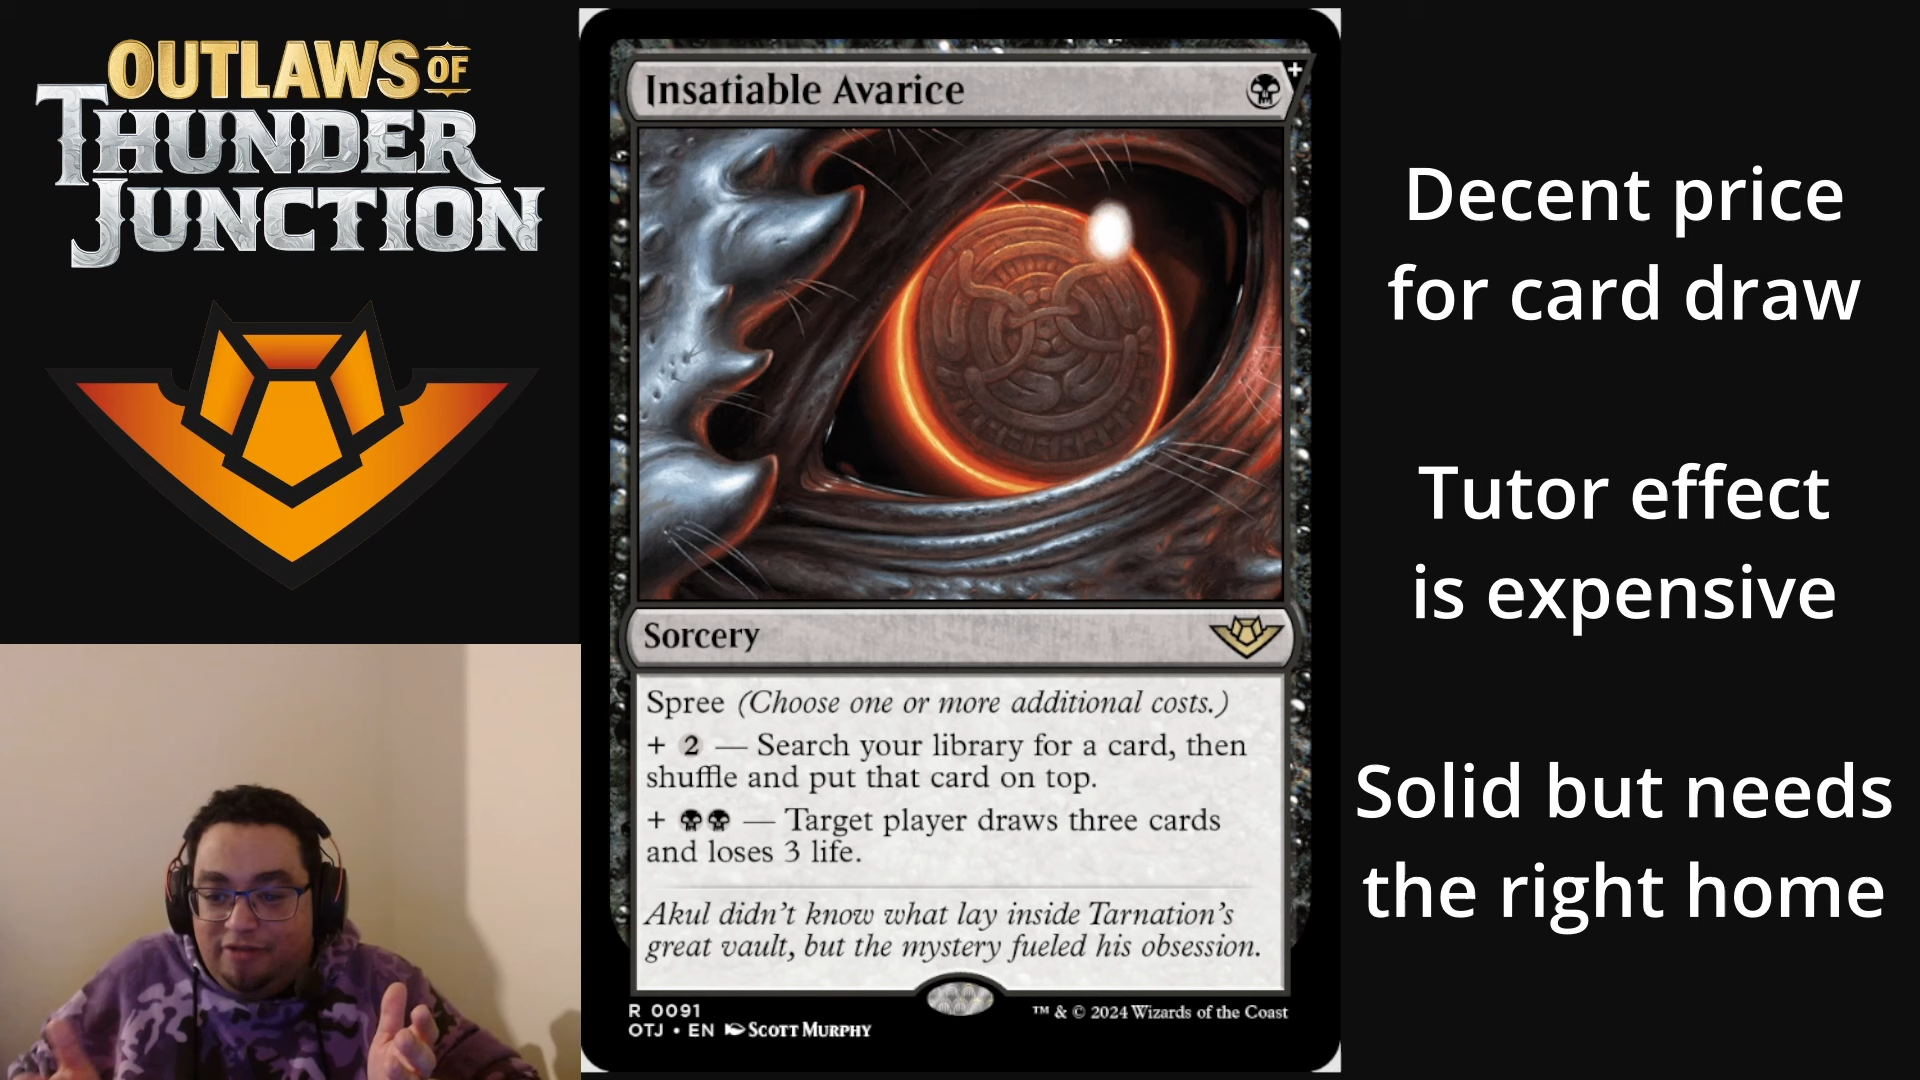 OUTLAWS OF
THUNDER
JUNCTION
Insatiable Avarice
Sorcery
Spree (Choose one or more additional costs.)
+ 2 — Search your library for a card, then
shuffle and put that card on top.
+ — Target player draws three cards
and loses 3 life.
Akul didn't know what lay inside Tarnation's
great vault, but the mystery fueled his obsession.
R 0091
OTJ • EN SCOTT MURPHY
™ & © 2024 Wizards of the Coast
Decent price
for card draw
Tutor effect
is expensive
Solid but needs
the right home